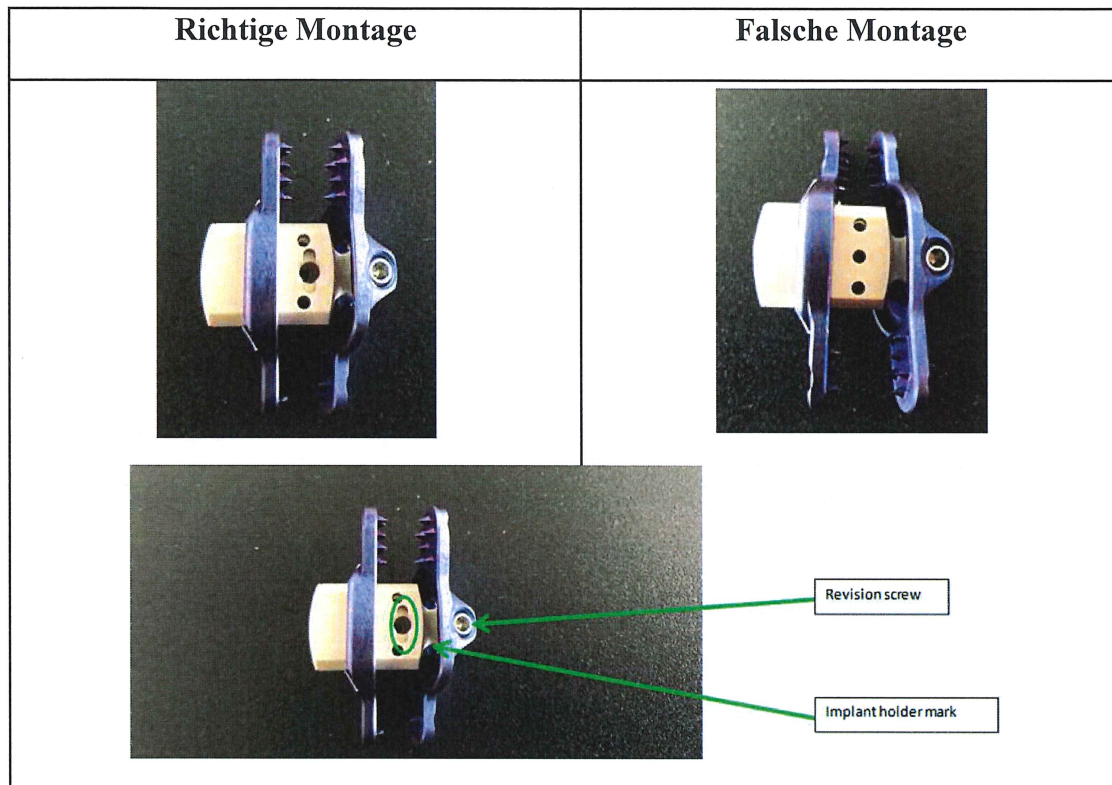 Richtige Montage
Falsche Montage
Revision screw
Implant holder mark